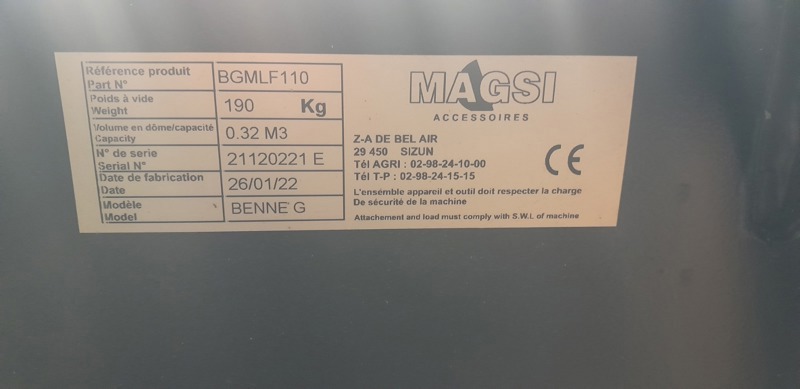 Référence produit
Part N°
BGMLF110
Poids à vide
Weight
190 Kg
Volume en dôme/capacité
Capacity
0.32 M3
N° de serie
Serial N°
21120221 E
Date de fabrication
Date
26/01/22
Modèle
Model
BENNE G
MAGSI
ACCESSOIRES
Z-A DE BEL AIR
29 450 SIZUN
Tél AGRI : 02-98-24-10-00
Tél T-P : 02-98-24-15-15
CE
L'ensemble appareil et outil doit respecter la charge
De sécurité de la machine
Attachement and load must comply with S.W.L of machine